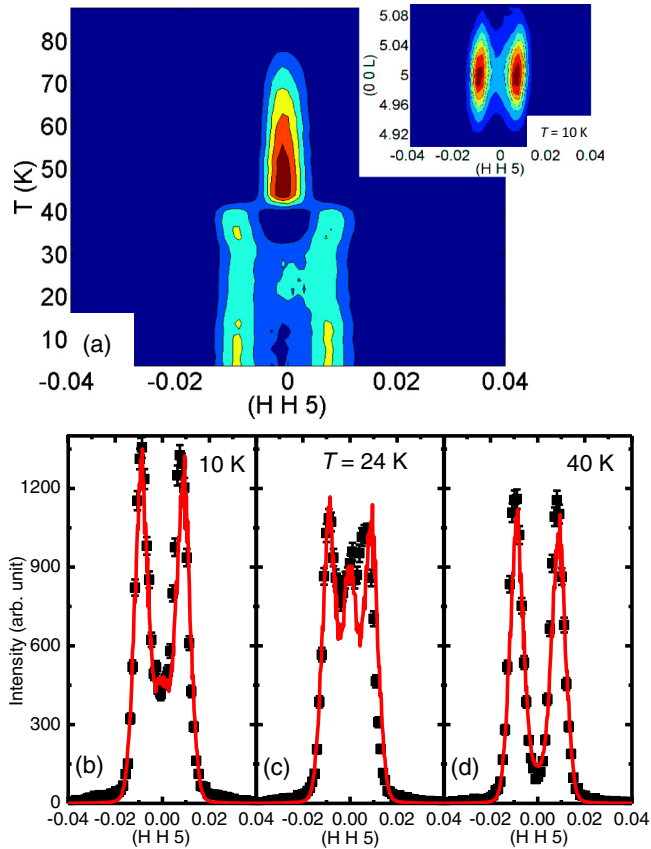 80
70
60
50
40
30
20
10
T (K)
(a)
-0.04
-0.02
0
0.02
0.04
(H H 5)
5.08
5.04
5
4.96
4.92
(0 0 L)
T = 10 K
-0.04
-0.02
0
0.02
0.04
(H H 5)
1200
900
600
300
0
Intensity (arb. unit)
10 K
T = 24 K
40 K
(b)
(c)
(d)
-0.04 -0.02 0.00 0.02 -0.04 -0.02 0.00 0.02 -0.04 -0.02 0.00 0.02 0.04
(H H 5)
(H H 5)
(H H 5)